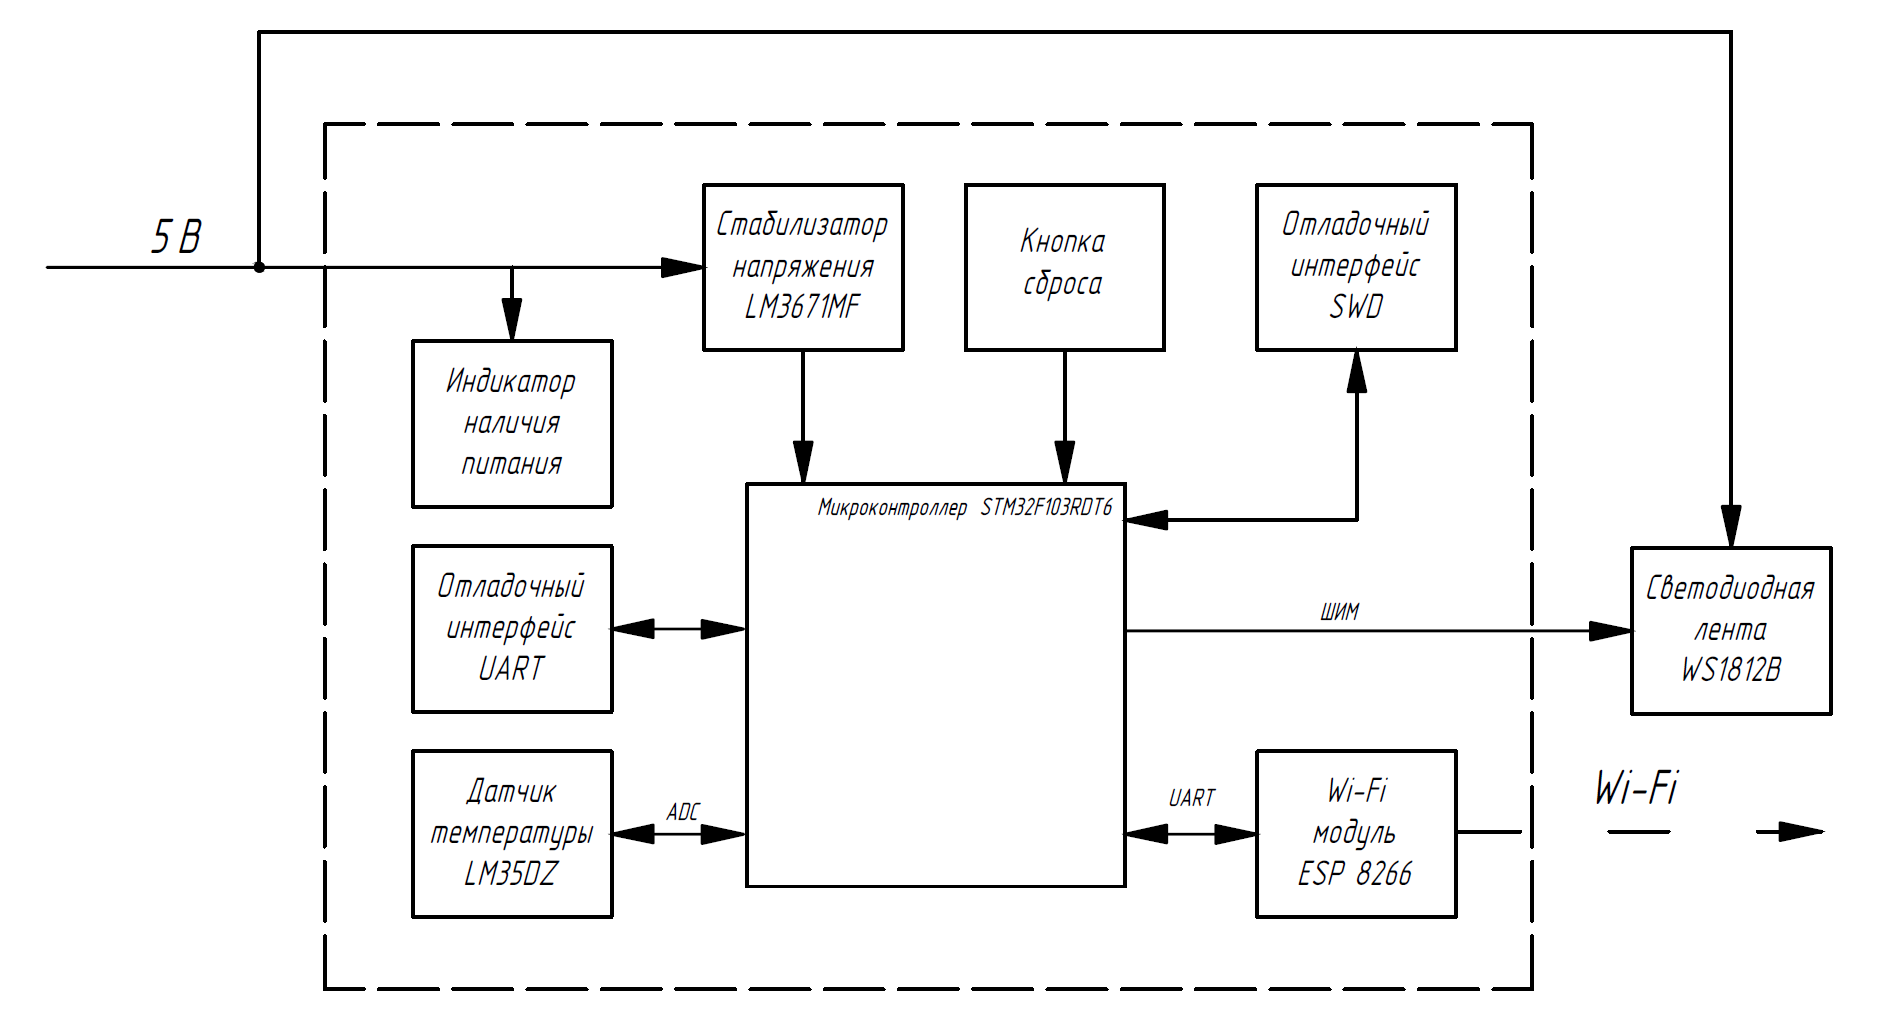 5 В
Стабилизатор
напряжения
LM3671MF
Кнопка
сброса
Отладочный
интерфейс
SWD
Индикатор
наличия
питания
Микроконтроллер STM32F103RDT6
Отладочный
интерфейс
UART
ШИМ
Светодиодная
лента
WS1812B
Датчик
температуры
LM35DZ
ADC
UART
Wi-Fi
модуль
ESP 8266
Wi-Fi